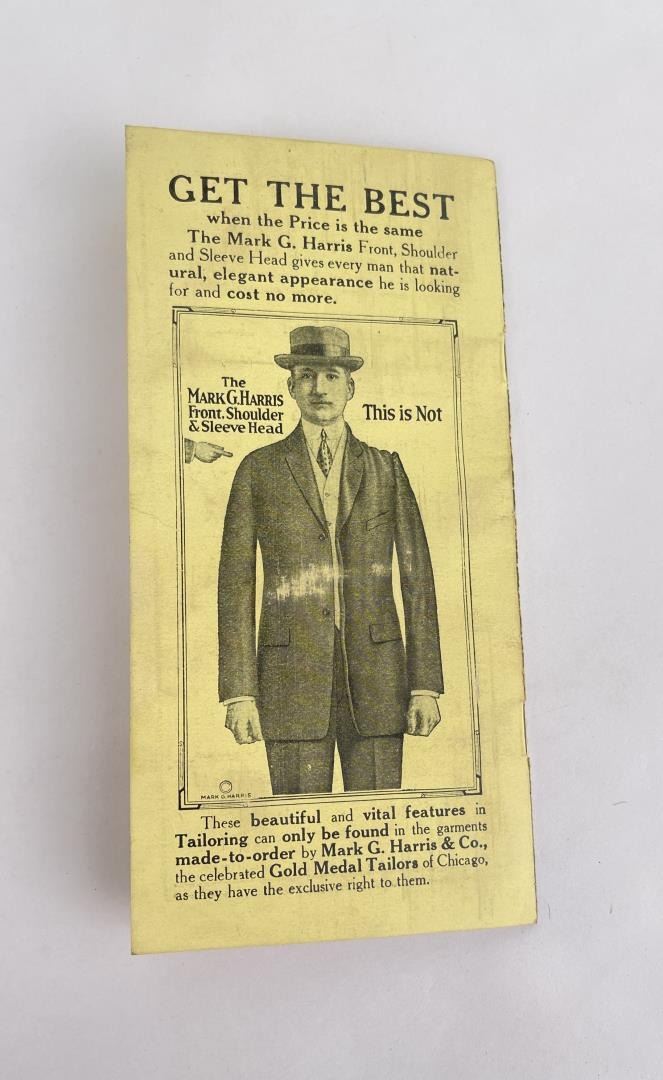 GET THE BEST
when the Price is the same
The Mark G. Harris Front, Shoulder
and Sleeve Head gives every man that nat-
ural, elegant appearance he is looking
for and cost no more.
The
MARK G. HARRIS
Front, Shoulder
& Sleeve Head
This is Not
MARK G. HARRIS
These beautiful and vital features in
Tailoring can only be found in the garments
made-to-order by Mark G. Harris & Co.,
the celebrated Gold Medal Tailors of Chicago,
as they have the exclusive right to them.